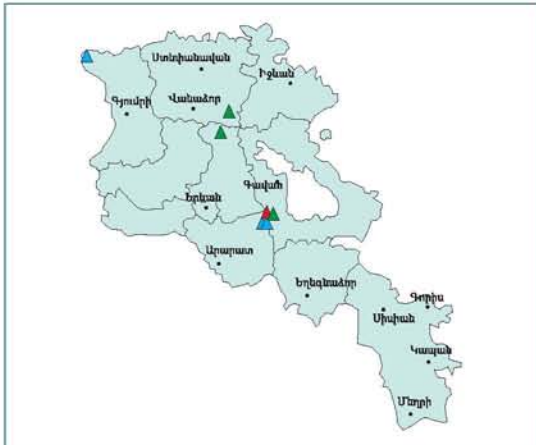 Ստեփանավան
Իջևան
Գյումրի
Վանաձոր
Գավառ
Երևան
Արարատ
Եղեգնաձոր
Գորիս
Սիսիան
Կապան
Մեղրի